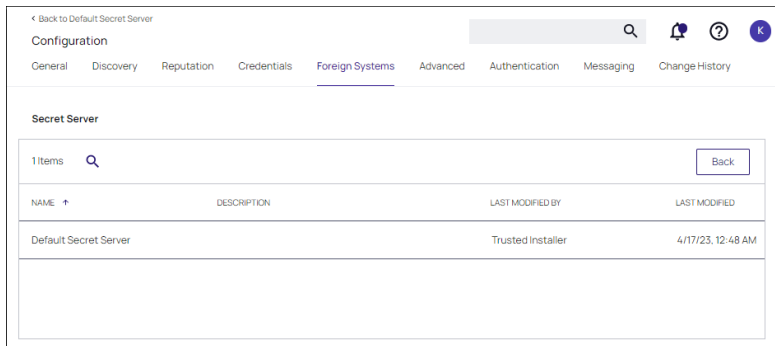 Back to Default Secret Server
Configuration
K
General Discovery Reputation Credentials Foreign Systems Advanced Authentication Messaging Change History
Secret Server
1 Items
Back
NAME DESCRIPTION LAST MODIFIED BY LAST MODIFIED
Default Secret Server Trusted Installer 4/17/23, 12:48 AM